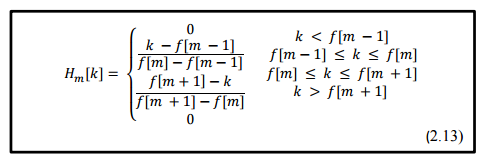 0 k < f[m − 1]
k − f[m − 1]
f[m] − f[m − 1] f[m − 1] ≤ k ≤ f[m]
H_m[k] =
f[m + 1] − k f[m] ≤ k ≤ f[m + 1]
f[m + 1] − f[m] k > f[m + 1]
0
(2.13)